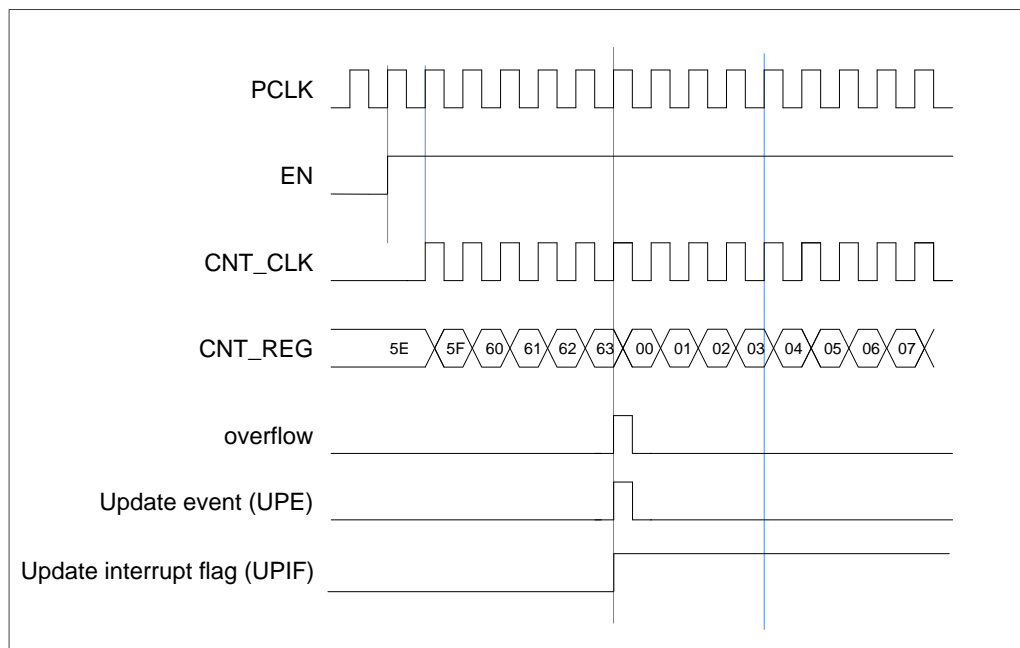 PCLK
EN
CNT_CLK
CNT_REG 5E 5F 60 61 62 63 00 01 02 03 04 05 06 07
overflow
Update event (UPE)
Update interrupt flag (UPIF)